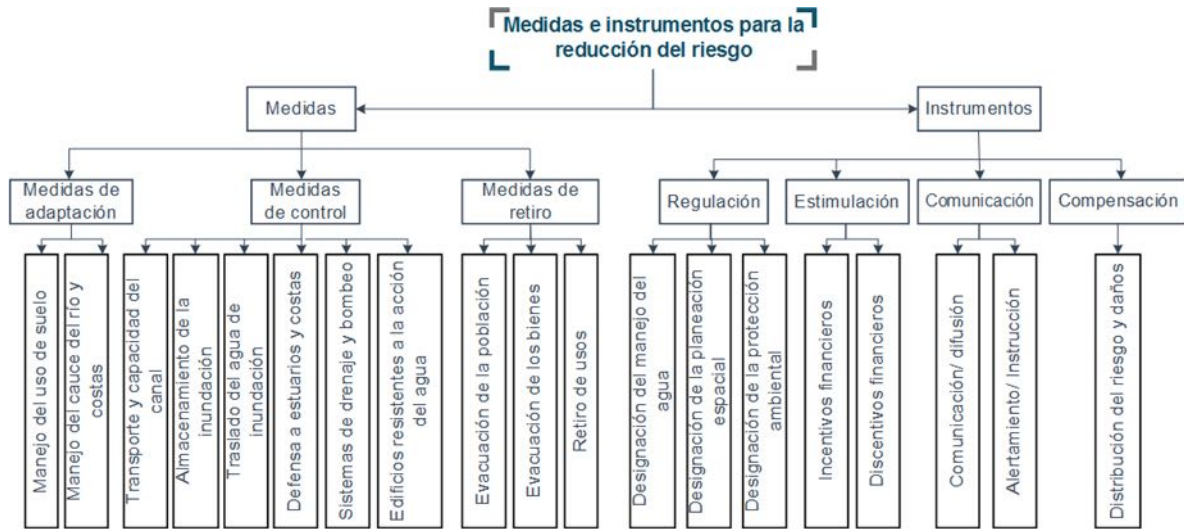 Medidas e instrumentos para la
reducción del riesgo
Medidas
Instrumentos
Medidas de
adaptación
Medidas
de control
Medidas de
retiro
Regulación
Estimulación
Comunicación
Compensación
Manejo del uso de suelo
Manejo del cauce del río y
costas
Transporte y capacidad del
canal
Almacenamiento de la
inundación
Traslado del agua de
inundación
Defensa a estuarios y costas
Sistemas de drenaje y bombeo
Edificios resistentes a la acción
del agua
Evacuación de la población
Evacuación de los bienes
Retiro de usos
Designación del manejo del
agua
Designación de la planeación
espacial
Designación de la protección
ambiental
Incentivos financieros
Discentivos financieros
Comunicación/ difusión
Alertamiento/ Instrucción
Distribución del riesgo y daños